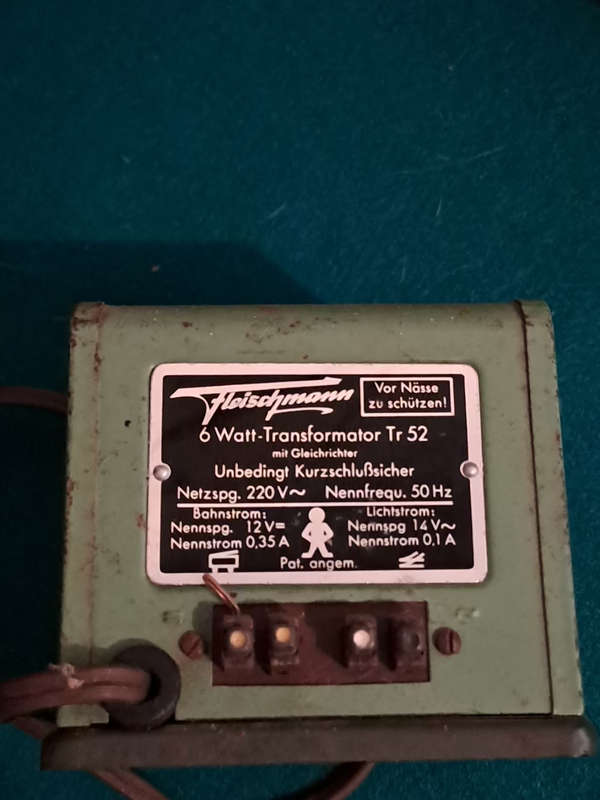 Fleischmann
Vor Nässe
zu schützen!
6 Watt-Transformator Tr 52
mit Gleichrichter
Unbedingt Kurzschlußsicher
Netzspg. 220 V~ Nennfrequ. 50 Hz
Bahnstrom:
Nennspg. 12 V=
Nennstrom 0,35 A
Lichtstrom:
Nennspg 14 V~
Nennstrom 0,1 A
Pat. angem.